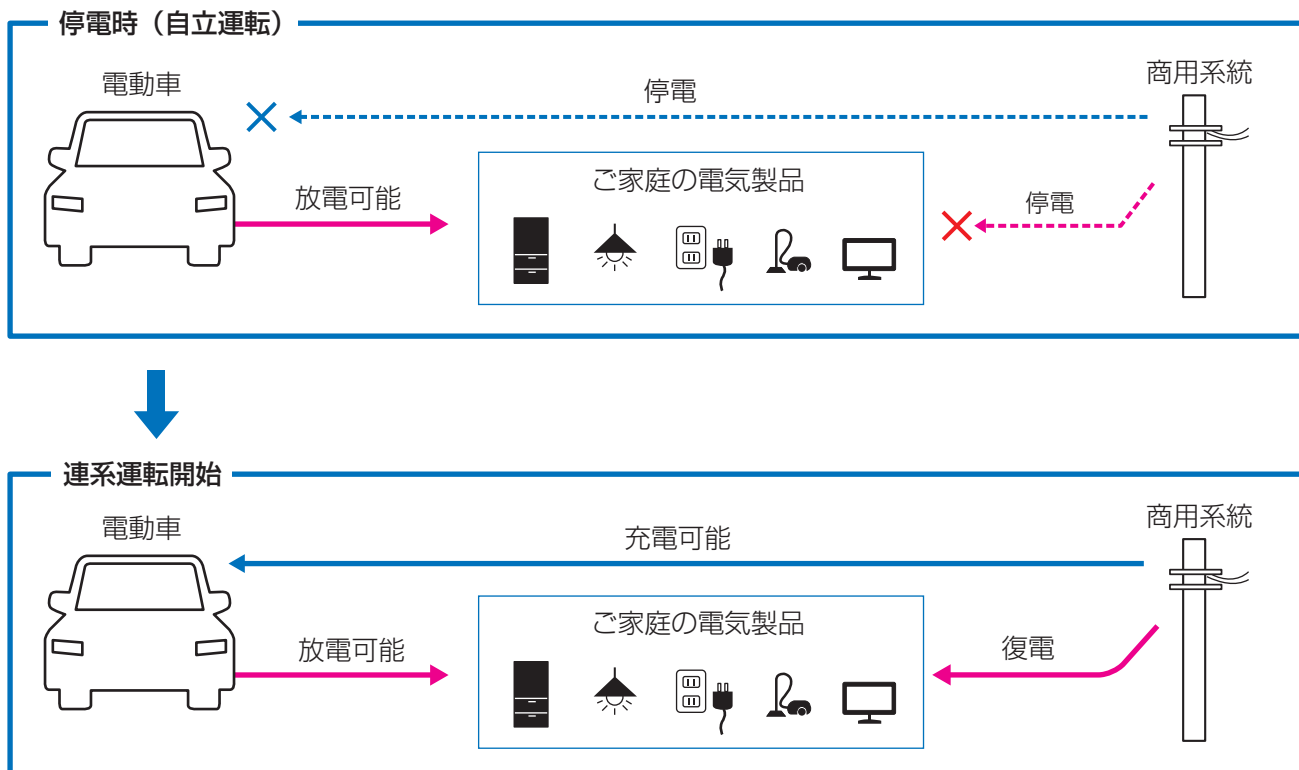 停電時（自立運転）
電動車
商用系統
停電
ご家庭の電気製品
放電可能
停電
連系運転開始
電動車
商用系統
充電可能
ご家庭の電気製品
放電可能
復電